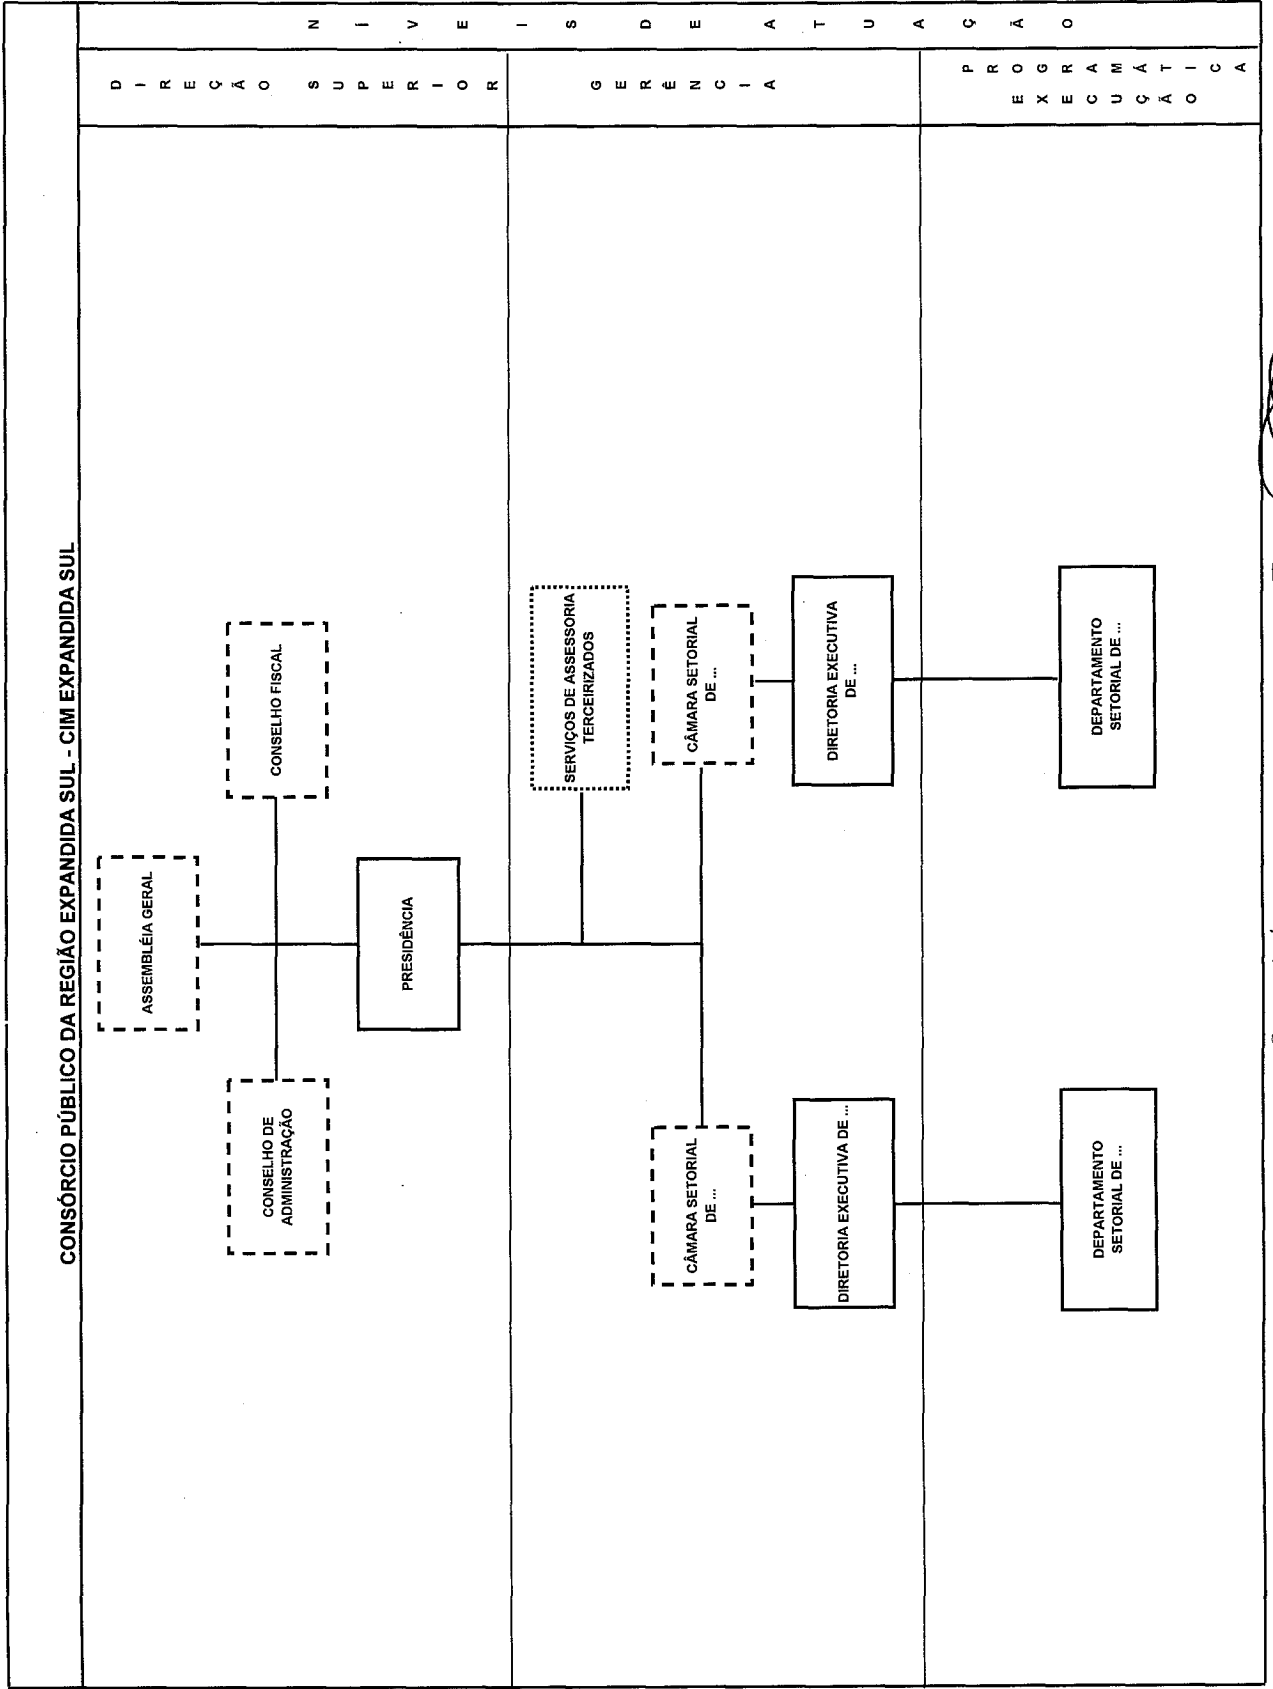 CONSÓRCIO PÚBLICO DA REGIÃO EXPANDIDA SUL - CIM EXPANDIDA SUL
ASSEMBLÉIA GERAL
CONSELHO DE
ADMINISTRAÇÃO
CONSELHO FISCAL
PRESIDÊNCIA
SERVIÇOS DE ASSESSORIA
TERCEIRIZADOS
CÂMARA SETORIAL
DE ...
CÂMARA SETORIAL
DE ...
DIRETORIA EXECUTIVA DE ...
DIRETORIA EXECUTIVA
DE ...
DEPARTAMENTO
SETORIAL DE ...
DEPARTAMENTO
SETORIAL DE ...
DIREÇÃO SUPERIOR
GERÊNCIA
EXECUÇÃO
PROGRAMÁTICA
NÍVEIS DE ATUAÇÃO